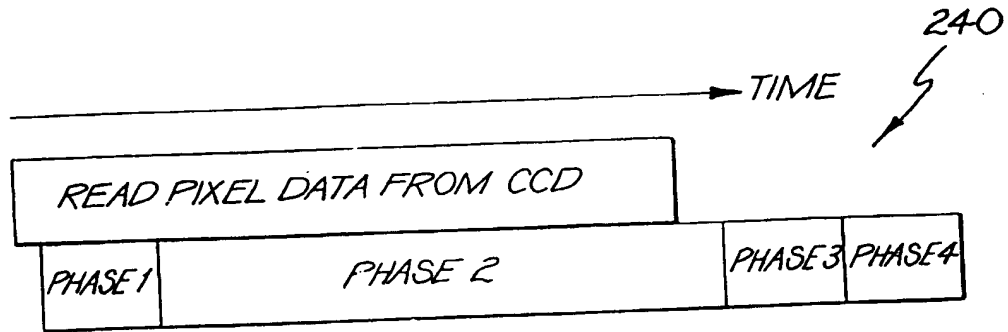 240
TIME
READ PIXEL DATA FROM CCD
PHASE 1 PHASE 2 PHASE 3 PHASE 4